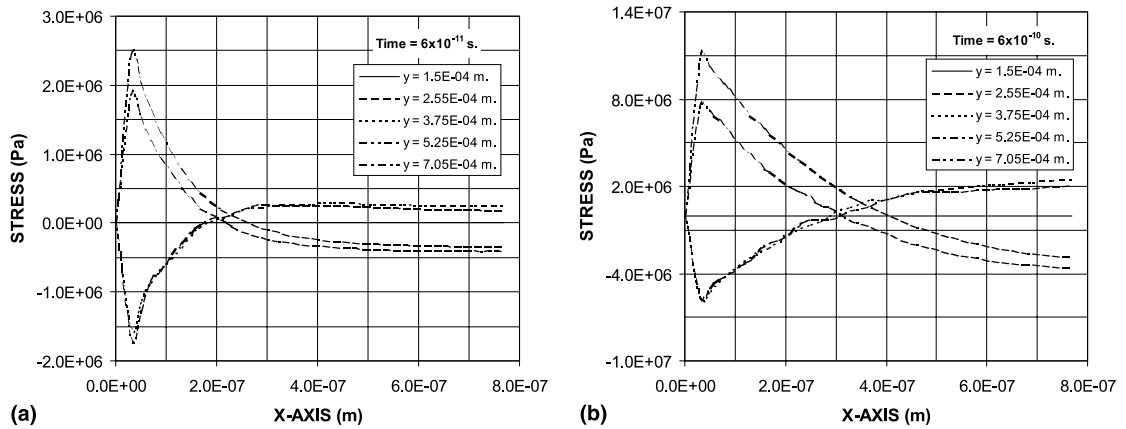 3.0E+06
2.0E+06
1.0E+06
0.0E+00
-1.0E+06
-2.0E+06
STRESS (Pa)
Time = 6x10-11 s.
y = 1.5E-04 m.
y = 2.55E-04 m.
y = 3.75E-04 m.
y = 5.25E-04 m.
y = 7.05E-04 m.
0.0E+00 2.0E-07 4.0E-07 6.0E-07 8.0E-07
X-AXIS (m)
(a)
1.4E+07
8.0E+06
2.0E+06
-4.0E+06
-1.0E+07
STRESS (Pa)
Time = 6x10-10 s.
y = 1.5E-04 m.
y = 2.55E-04 m.
y = 3.75E-04 m.
y = 5.25E-04 m.
y = 7.05E-04 m.
0.0E+00 2.0E-07 4.0E-07 6.0E-07 8.0E-07
X-AXIS (m)
(b)